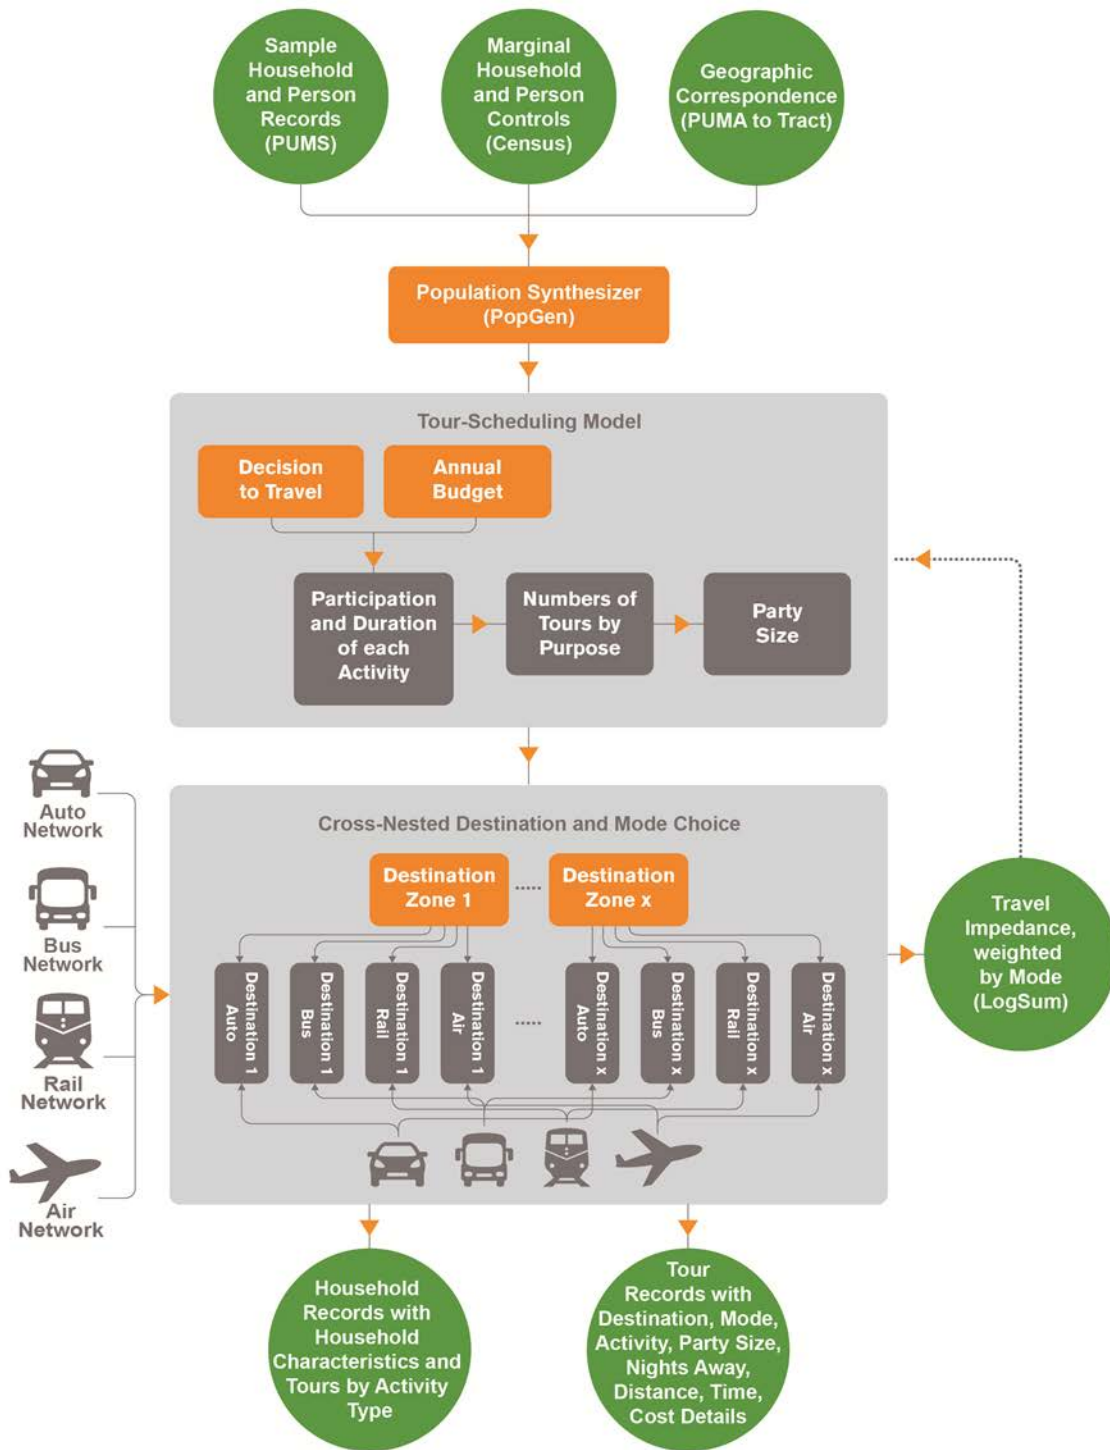 Sample
Household
and Person
Records
(PUMS)
Marginal
Household
and Person
Controls
(Census)
Geographic
Correspondence
(PUMA to Tract)
Population Synthesizer
(PopGen)
Tour-Scheduling Model
Decision
to Travel
Annual
Budget
Participation
and Duration
of each
Activity
Numbers of
Tours by
Purpose
Party
Size
Auto
Network
Bus
Network
Rail
Network
Air
Network
Cross-Nested Destination and Mode Choice
Destination
Zone 1
Destination
Zone x
Destination 1
Auto
Destination 1
Bus
Destination 1
Rail
Destination 1
Air
Destination x
Auto
Destination x
Bus
Destination x
Rail
Destination x
Air
Travel
Impedance,
weighted
by Mode
(LogSum)
Household
Records with
Household
Characteristics and
Tours by Activity
Type
Tour
Records with
Destination, Mode,
Activity, Party Size,
Nights Away,
Distance, Time,
Cost Details